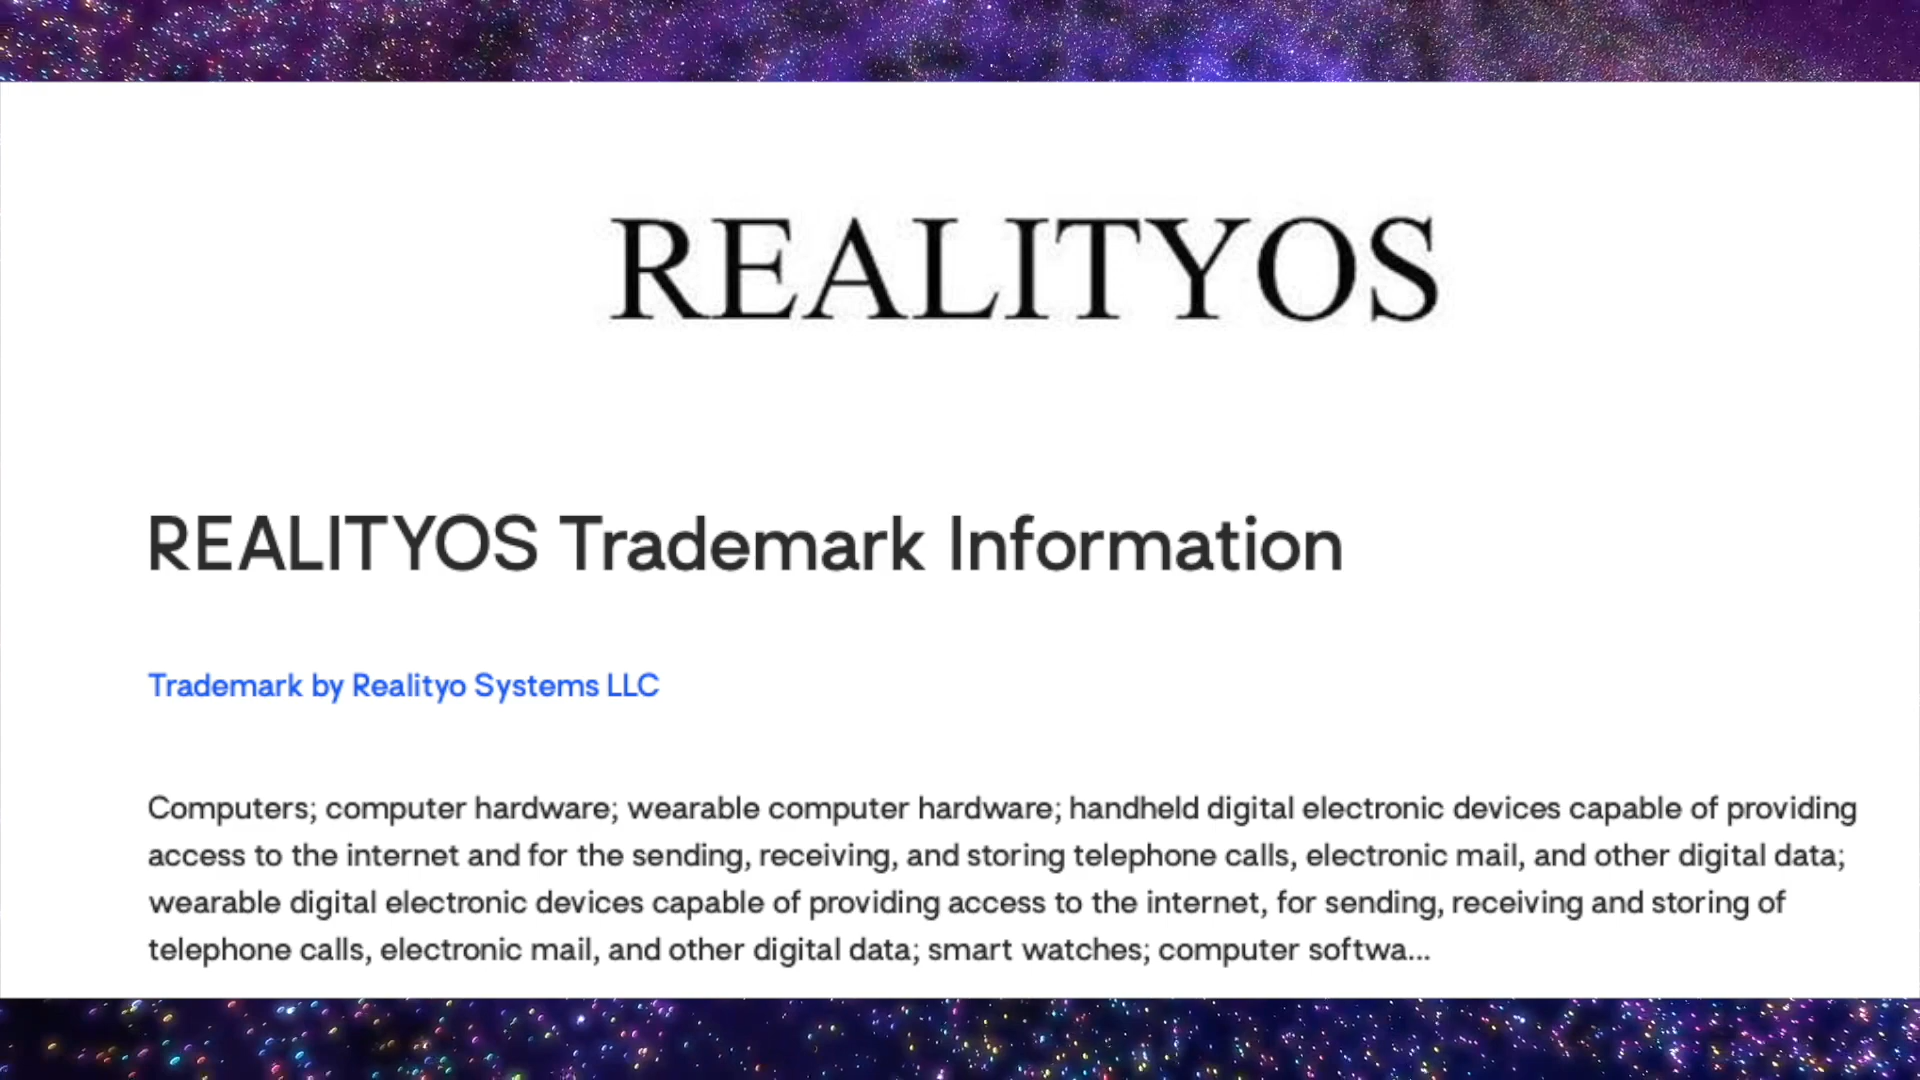 REALITYOS
REALITYOS Trademark Information
Trademark by Realityo Systems LLC
Computers; computer hardware; wearable computer hardware; handheld digital electronic devices capable of providing
access to the internet and for the sending, receiving, and storing telephone calls, electronic mail, and other digital data;
wearable digital electronic devices capable of providing access to the internet, for sending, receiving and storing of
telephone calls, electronic mail, and other digital data; smart watches; computer softwa...